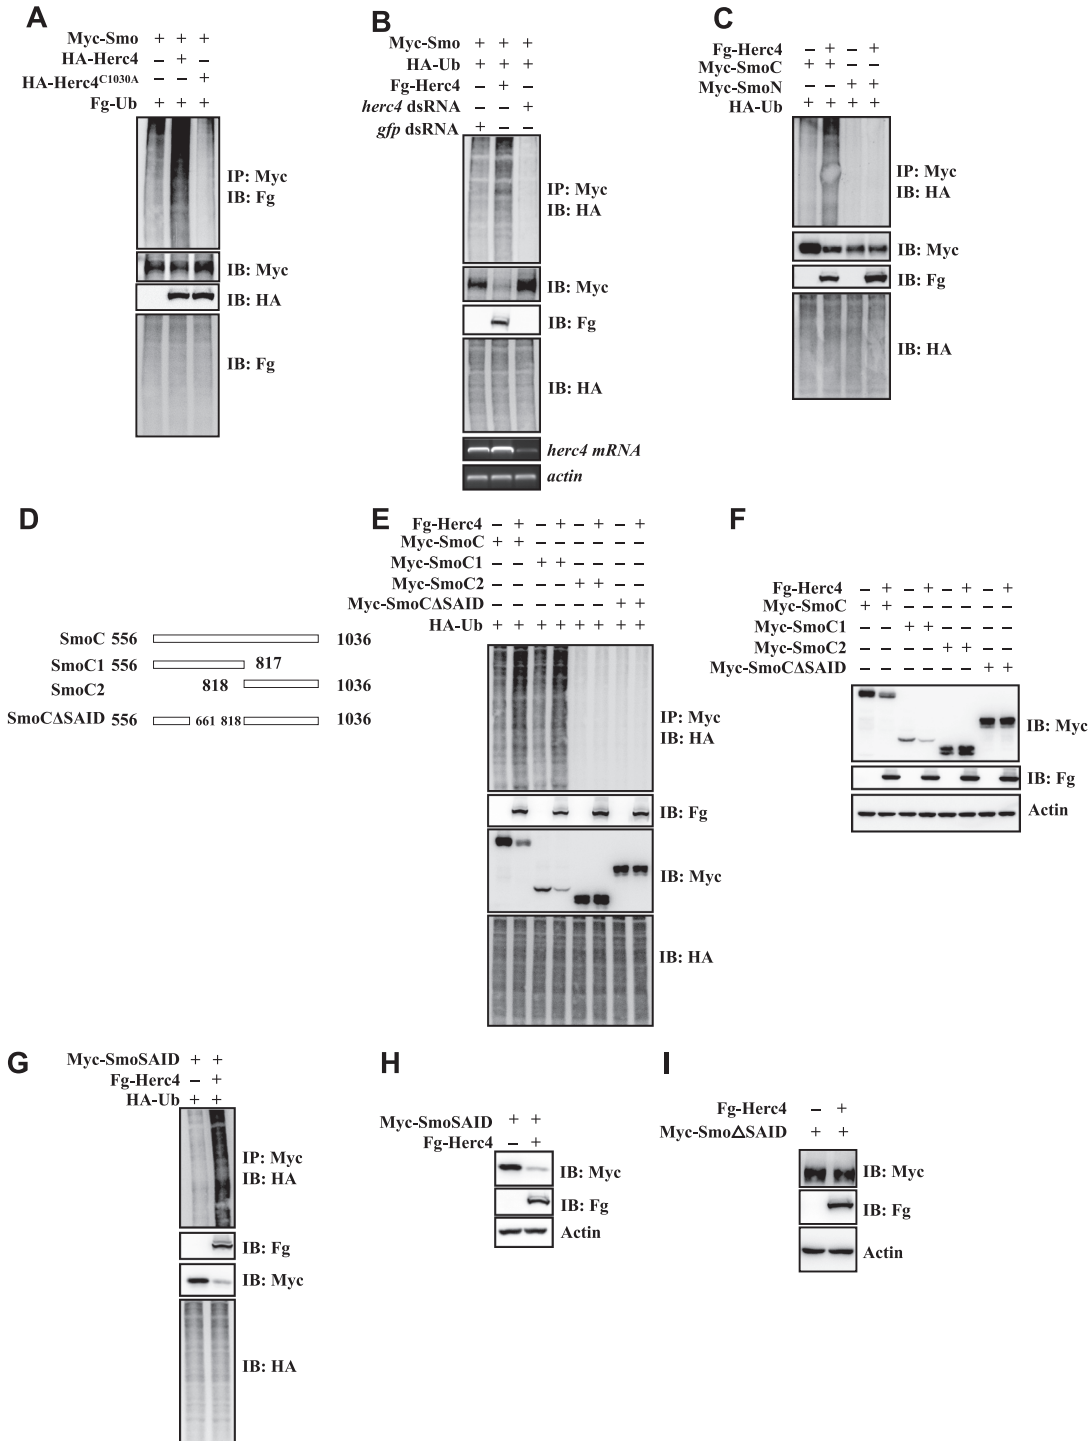 A
Myc-Smo + + +
HA-Herc4 – + –
HA-Herc4C1030A – – +
Fg-Ub + + +
IP: Myc
IB: Fg
IB: Myc
IB: HA
IB: Fg
B
Myc-Smo + + +
HA-Ub + + +
Fg-Herc4 – + –
herc4 dsRNA – – +
gfp dsRNA + – –
IP: Myc
IB: HA
IB: Myc
IB: Fg
IB: HA
herc4 mRNA
actin
C
Fg-Herc4 – + – +
Myc-SmoC + + – –
Myc-SmoN – – + +
HA-Ub + + + +
IP: Myc
IB: HA
IB: Myc
IB: Fg
IB: HA
D
SmoC 556 1036
SmoC1 556 817
SmoC2 818 1036
SmoCΔSAID 556 661 818 1036
E
Fg-Herc4 – + – + – + – +
Myc-SmoC + + – – – – – –
Myc-SmoC1 – – + + – – – –
Myc-SmoC2 – – – – + + – –
Myc-SmoCΔSAID – – – – – – + +
HA-Ub + + + + + + + +
IP: Myc
IB: HA
IB: Fg
IB: Myc
IB: HA
F
Fg-Herc4 – + – + – + – +
Myc-SmoC + + – – – – – –
Myc-SmoC1 – – + + – – – –
Myc-SmoC2 – – – – + + – –
Myc-SmoCΔSAID – – – – – – + +
IB: Myc
IB: Fg
Actin
G
Myc-SmoSAID + +
Fg-Herc4 – +
HA-Ub + +
IP: Myc
IB: HA
IB: Fg
IB: Myc
IB: HA
H
Myc-SmoSAID + +
Fg-Herc4 – +
IB: Myc
IB: Fg
Actin
I
Fg-Herc4 – +
Myc-Smo△SAID + +
IB: Myc
IB: Fg
Actin